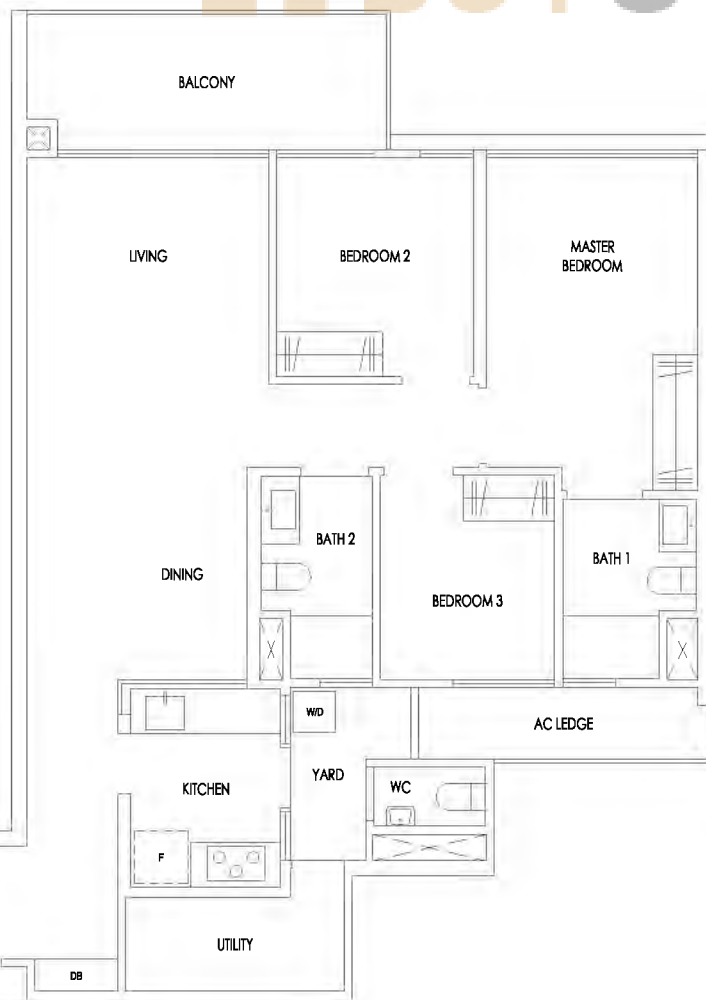 BALCONY
LIVING
BEDROOM 2
MASTER
BEDROOM
BATH 2
BATH 1
DINING
BEDROOM 3
W/D
AC LEDGE
YARD
WC
KITCHEN
F
UTILITY
DB